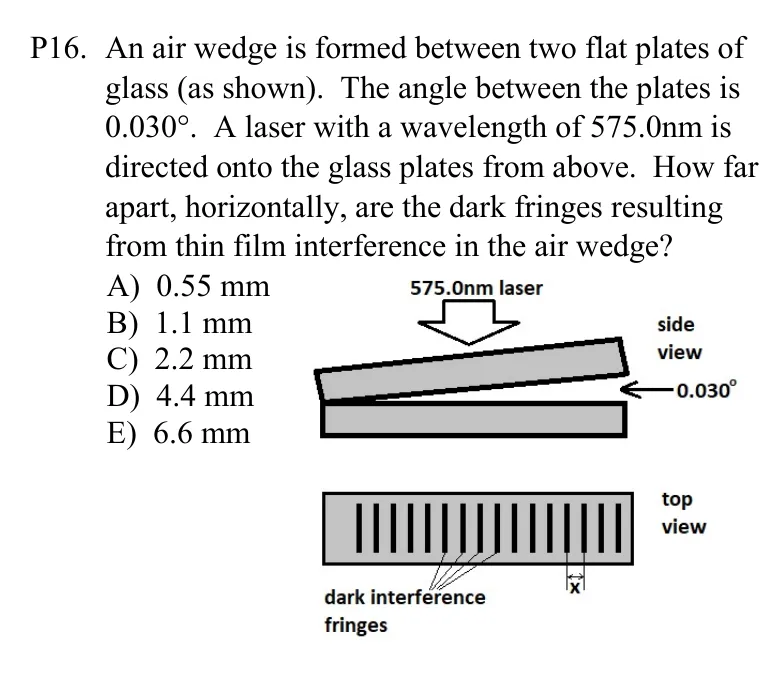 P16. An air wedge is formed between two flat plates of
glass (as shown). The angle between the plates is
0.030°. A laser with a wavelength of 575.0nm is
directed onto the glass plates from above. How far
apart, horizontally, are the dark fringes resulting
from thin film interference in the air wedge?
A) 0.55 mm
B) 1.1 mm
C) 2.2 mm
D) 4.4 mm
E) 6.6 mm
575.0nm laser
side
view
0.030°
top
view
x
dark interference
fringes